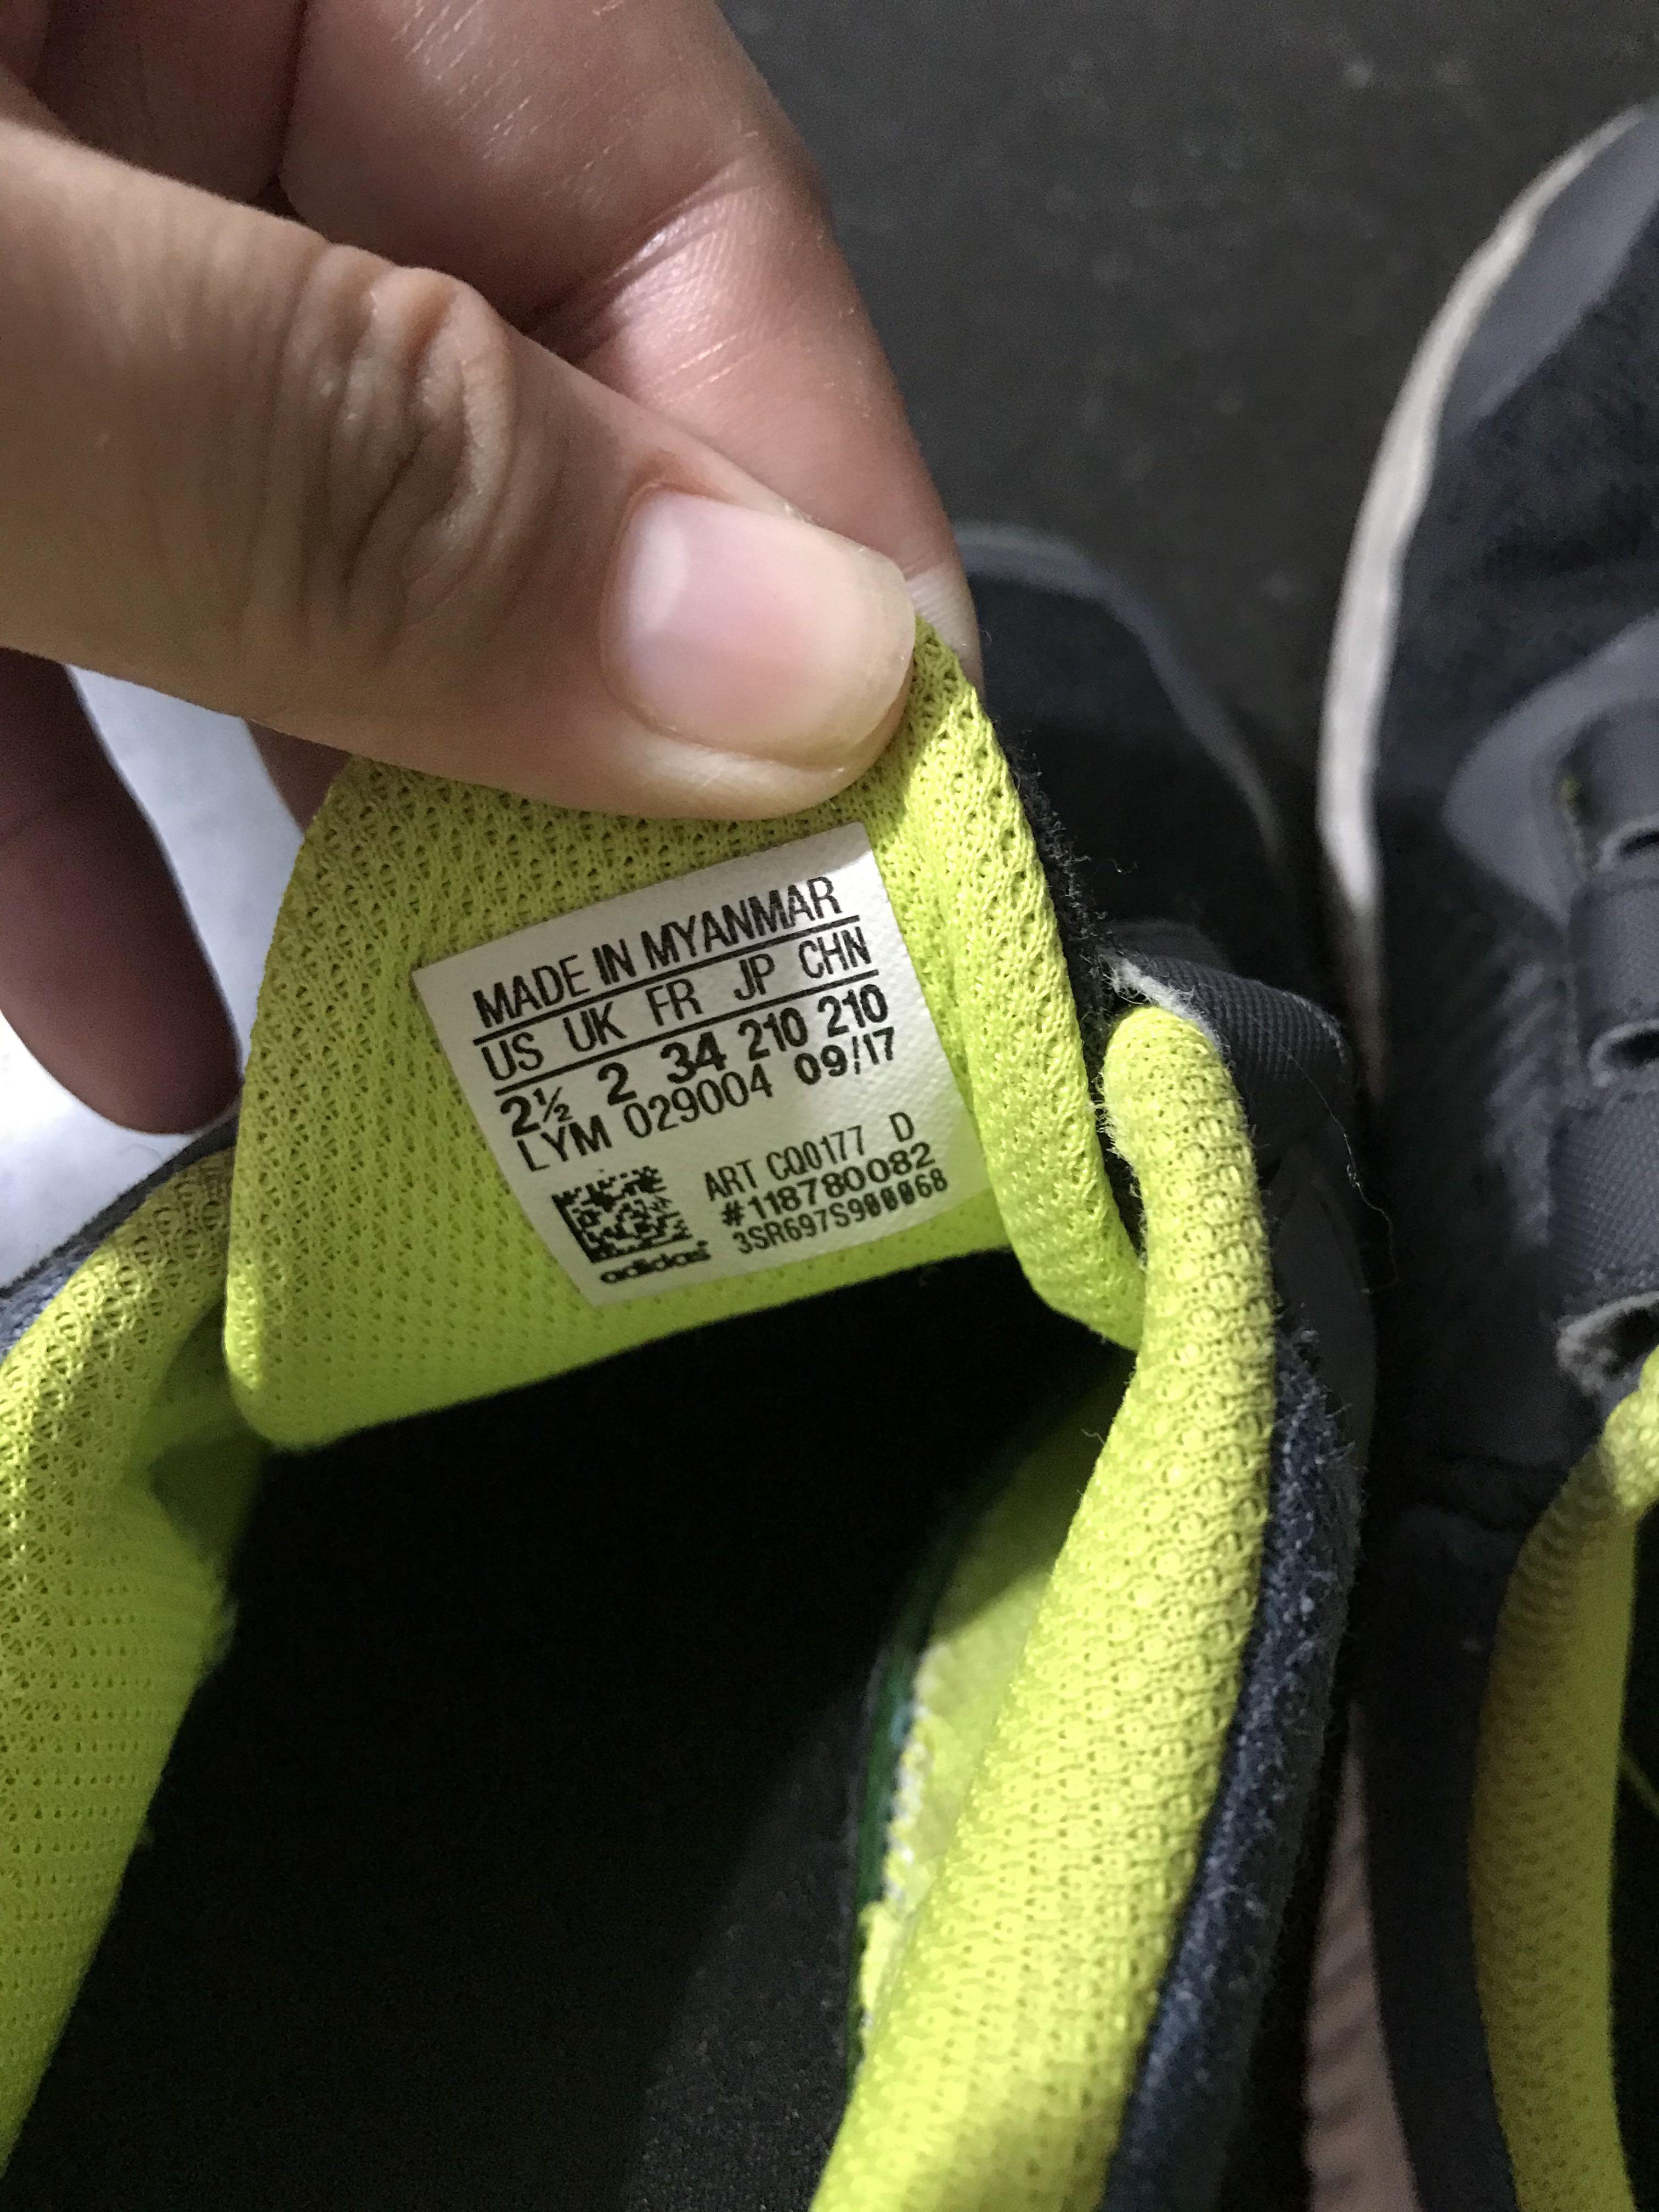 MADE IN MYANMAR
US UK FR JP CHN
2½ 2 34 210 210
LYM 029004 09/17
ART CQ0177 D
#118780082
3SR697S900068
adidas